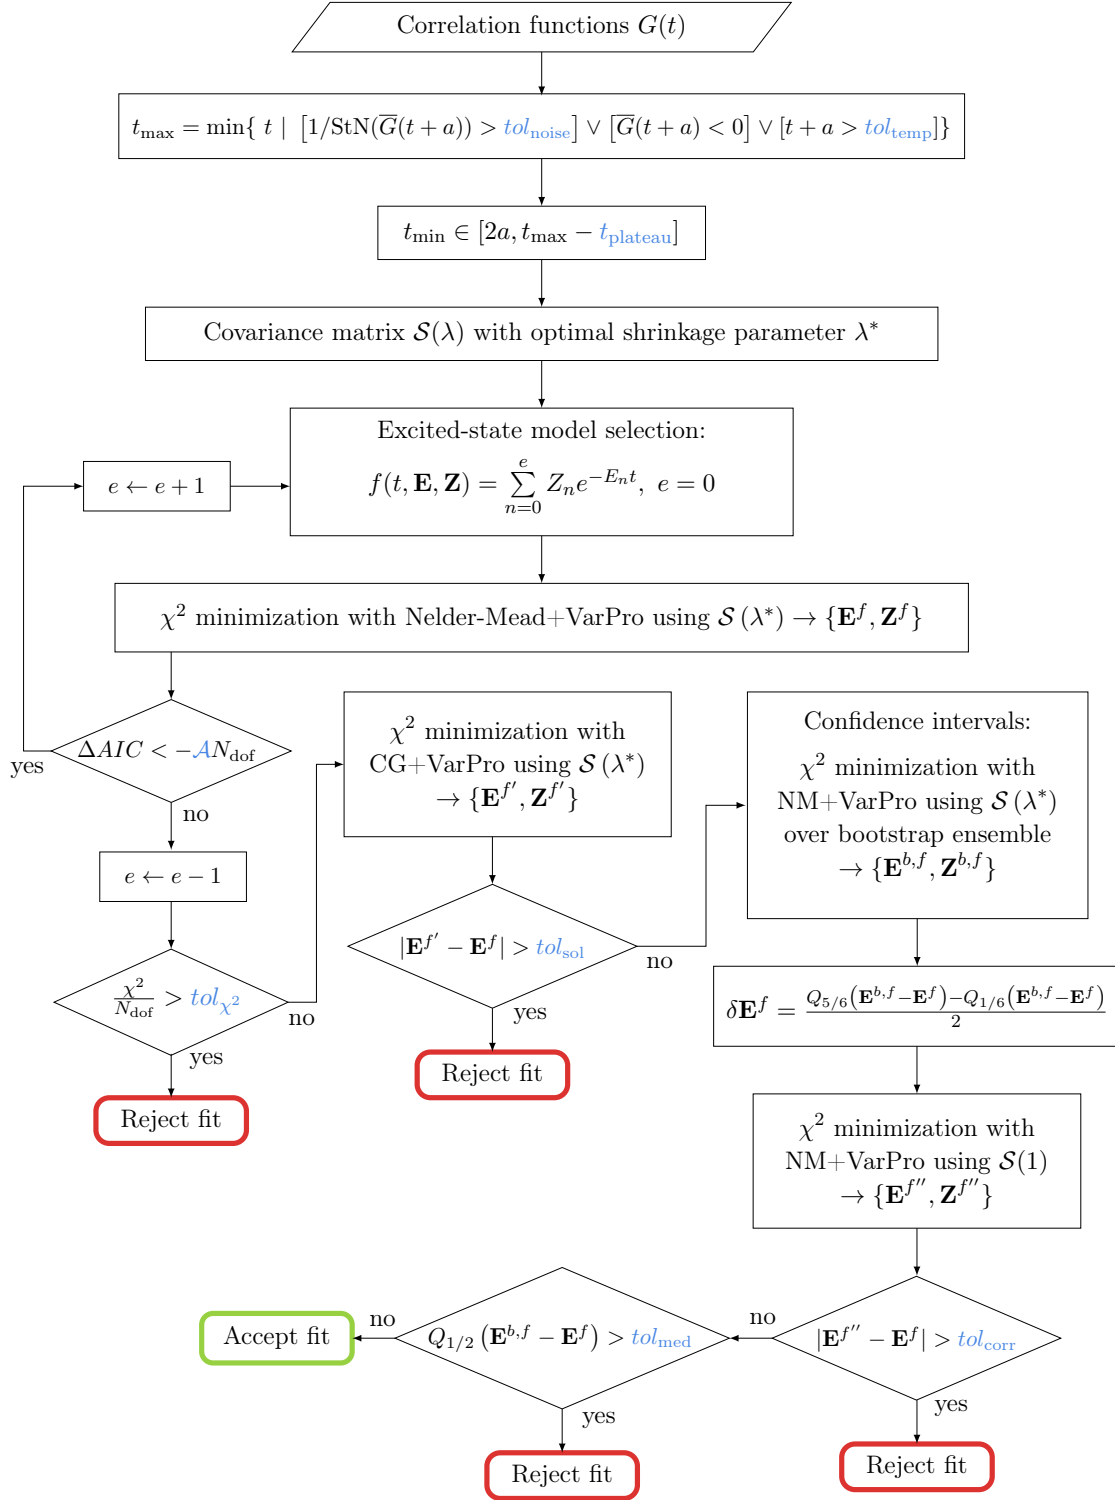 Correlation functions G(t)
t_max = min{ t | [1/StN(G̅(t + a)) > tol_noise] ∨ [G̅(t + a) < 0] ∨ [t + a > tol_temp]}
t_min ∈ [2a, t_max − t_plateau]
Covariance matrix 𝒮(λ) with optimal shrinkage parameter λ*
Excited-state model selection:
f(t, E, Z) = ∑_{n=0}^{e} Z_n e^{−E_n t}, e = 0
e ← e + 1
χ² minimization with Nelder-Mead+VarPro using 𝒮 (λ*) → {E^f, Z^f}
ΔAIC < −𝒜N_dof
yes
no
e ← e − 1
χ²/N_dof > tol_χ²
no
yes
Reject fit
χ² minimization with
CG+VarPro using 𝒮 (λ*)
→ {E^{f′}, Z^{f′}}
|E^{f′} − E^f| > tol_sol
no
yes
Reject fit
Confidence intervals:
χ² minimization with
NM+VarPro using 𝒮 (λ*)
over bootstrap ensemble
→ {E^{b,f}, Z^{b,f}}
δE^f = (Q_{5/6}(E^{b,f}−E^f)−Q_{1/6}(E^{b,f}−E^f))/2
χ² minimization with
NM+VarPro using 𝒮(1)
→ {E^{f″}, Z^{f″}}
|E^{f″} − E^f| > tol_corr
no
yes
Reject fit
Q_{1/2} (E^{b,f} − E^f) > tol_med
no
yes
Reject fit
Accept fit